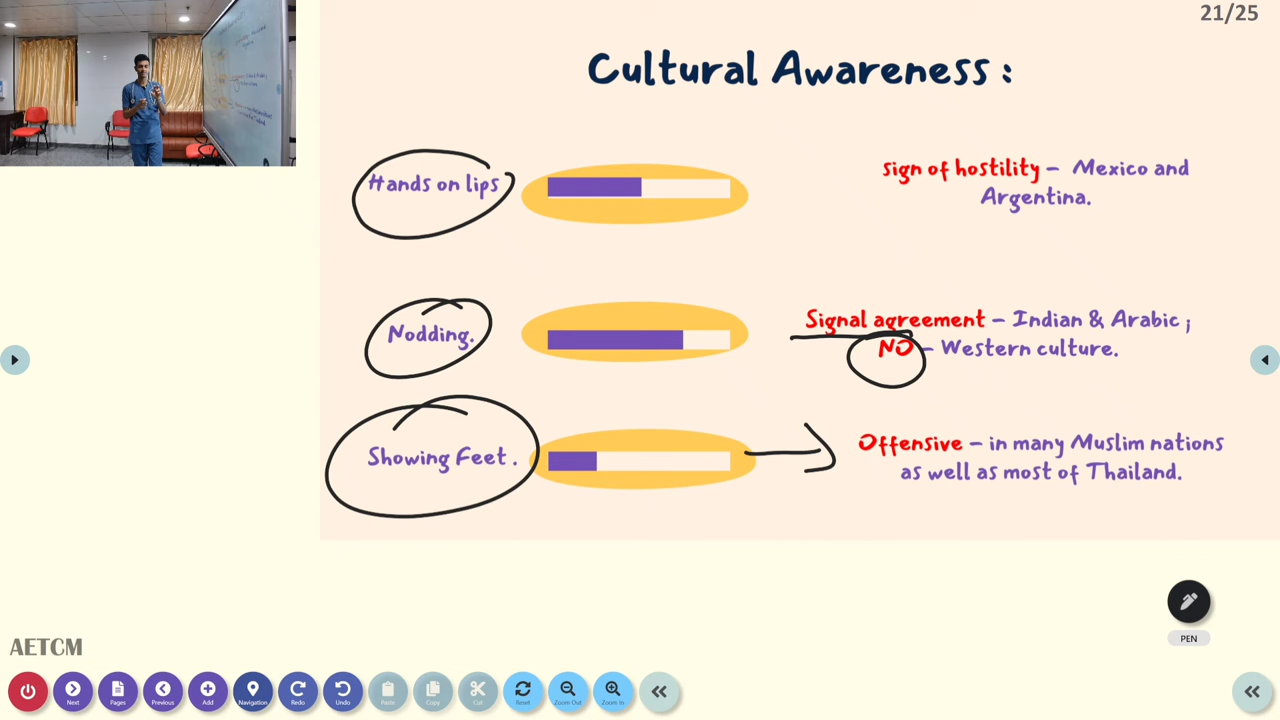 21/25
Cultural Awareness :
Hands on lips
sign of hostility - Mexico and
Argentina.
Nodding.
Signal agreement - Indian & Arabic ;
NO - Western culture.
Showing Feet .
Offensive - in many Muslim nations
as well as most of Thailand.
PEN
AETCM
Next
Pages
Previous
Add
Navigation
Redo
Undo
Paste
Copy
Cut
Reset
Zoom Out
Zoom In